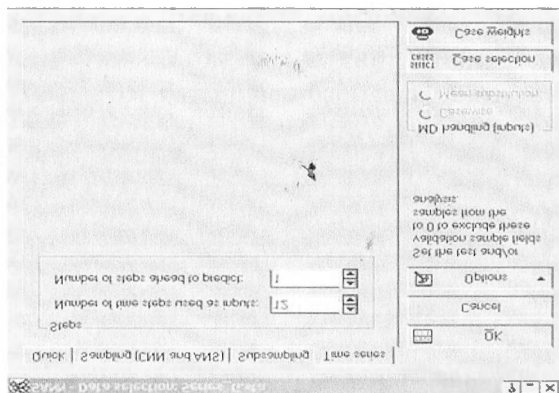 SANN - Data selection: Series_G.sta
Quick
Sampling (CNN and ANS)
Subsampling
Time series
Steps
Number of time steps used as inputs: 12
Number of steps ahead to predict: 1
OK
Cancel
Options
Set the test and/or
validation sample fields
to 0 to exclude these
samples from the
analysis.
MD handling (inputs)
Casewise
Mean substitution
SELECT
CASES
Case selection
Case weights